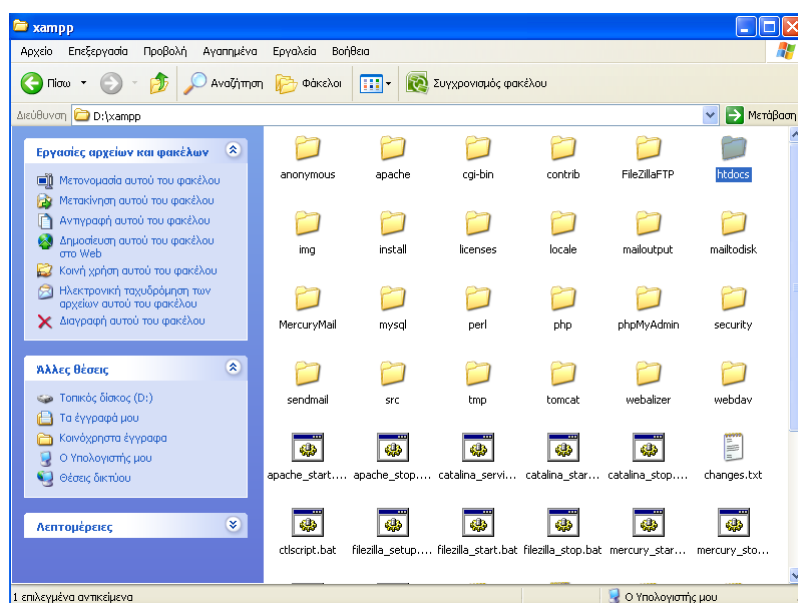 xampp
Αρχείο Επεξεργασία Προβολή Αγαπημένα Εργαλεία Βοήθεια
Πίσω Αναζήτηση Φάκελοι Συγχρονισμός φακέλου
Διεύθυνση D:\xampp Μετάβαση
Εργασίες αρχείων και φακέλων
Μετονομασία αυτού του φακέλου
Μετακίνηση αυτού του φακέλου
Αντιγραφή αυτού του φακέλου
Δημοσίευση αυτού του φακέλου
στο Web
Κοινή χρήση αυτού του φακέλου
Ηλεκτρονική ταχυδρόμηση των
αρχείων αυτού του φακέλου
Διαγραφή αυτού του φακέλου
Άλλες θέσεις
Τοπικός δίσκος (D:)
Τα έγγραφά μου
Κοινόχρηστα έγγραφα
Ο Υπολογιστής μου
Θέσεις δικτύου
Λεπτομέρειες
anonymous apache cgi-bin contrib FileZillaFTP htdocs
img install licenses locale mailoutput mailtodisk
MercuryMail mysql perl php phpMyAdmin security
sendmail src tmp tomcat webalizer webdav
apache_start.... apache_stop.... catalina_servi... catalina_star... catalina_stop.... changes.txt
ctlscript.bat filezilla_setup.... filezilla_start.bat filezilla_stop.bat mercury_star... mercury_sto...
1 επιλεγμένα αντικείμενα Ο Υπολογιστής μου